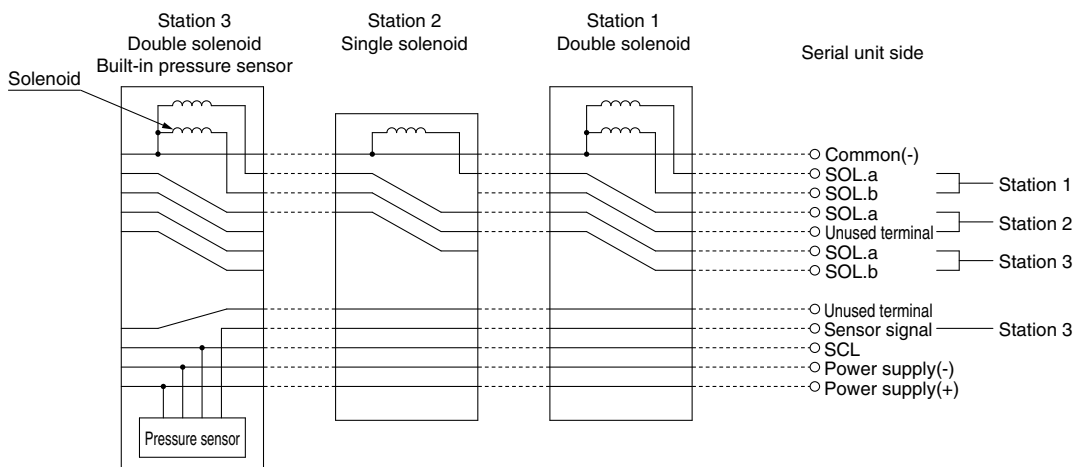 Station 3
Double solenoid
Built-in pressure sensor
Station 2
Single solenoid
Station 1
Double solenoid
Serial unit side
Solenoid
Common(-)
SOL.a
SOL.b
Station 1
SOL.a
Unused terminal
Station 2
SOL.a
SOL.b
Station 3
Unused terminal
Sensor signal
Station 3
SCL
Power supply(-)
Power supply(+)
Pressure sensor